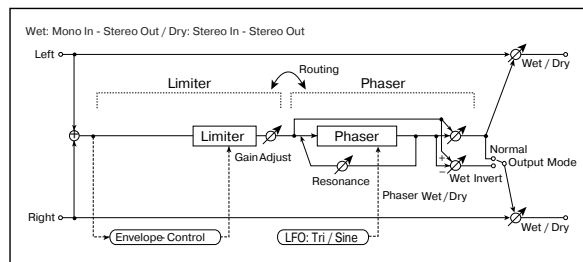 Wet: Mono In - Stereo Out / Dry: Stereo In - Stereo Out
Left
Wet / Dry
Routing
Limiter
Phaser
+
Limiter
Gain Adjust
Phaser
Resonance
+
−
Wet Invert
Normal
Output Mode
Phaser Wet / Dry
Right
Wet / Dry
Envelope - Control
LFO: Tri / Sine